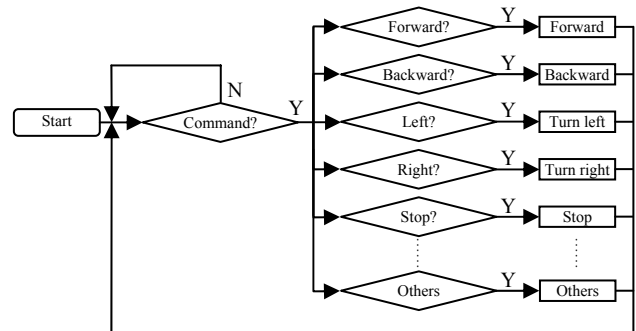 Forward? Y Forward
Backward? Y Backward
N
Start Command? Y Left? Y Turn left
Right? Y Turn right
Stop? Y Stop
Others Y Others